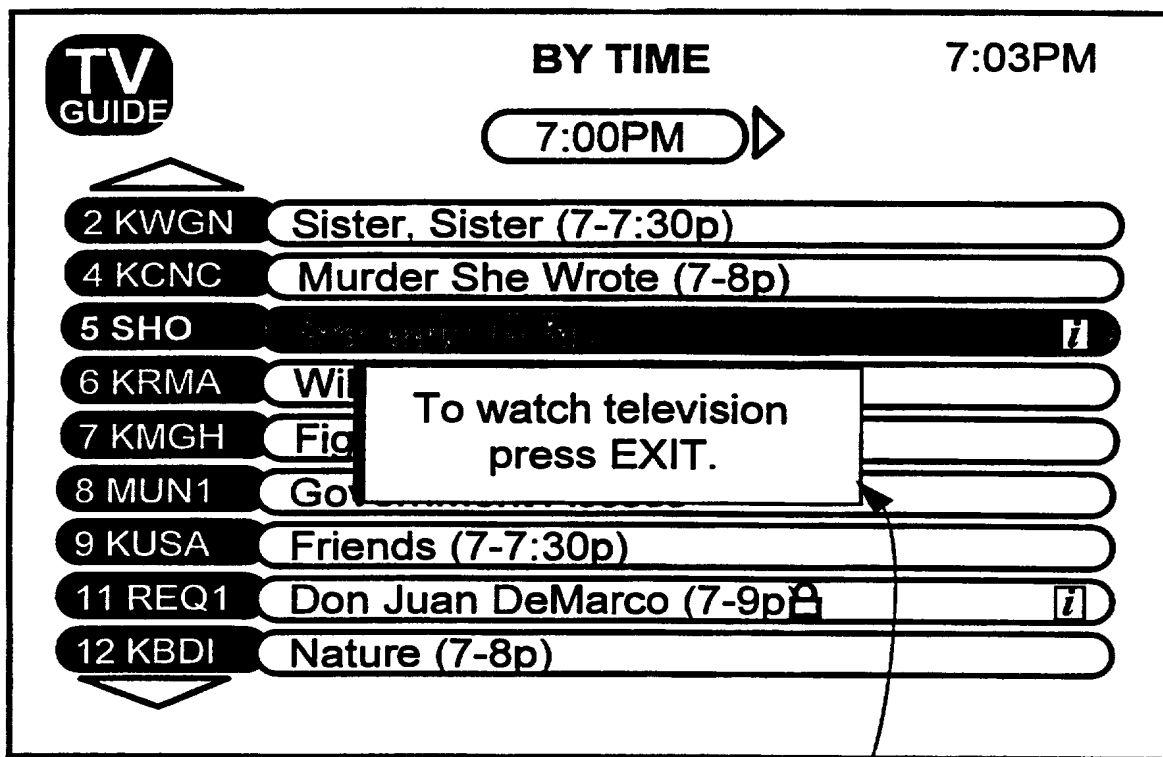 TV
GUIDE
BY TIME
7:03PM
7:00PM
2 KWGN Sister, Sister (7-7:30p)
4 KCNC Murder She Wrote (7-8p)
5 SHO i
6 KRMA
7 KMGH
To watch television
press EXIT.
8 MUN1
9 KUSA Friends (7-7:30p)
11 REQ1 Don Juan DeMarco (7-9p i
12 KBDI Nature (7-8p)